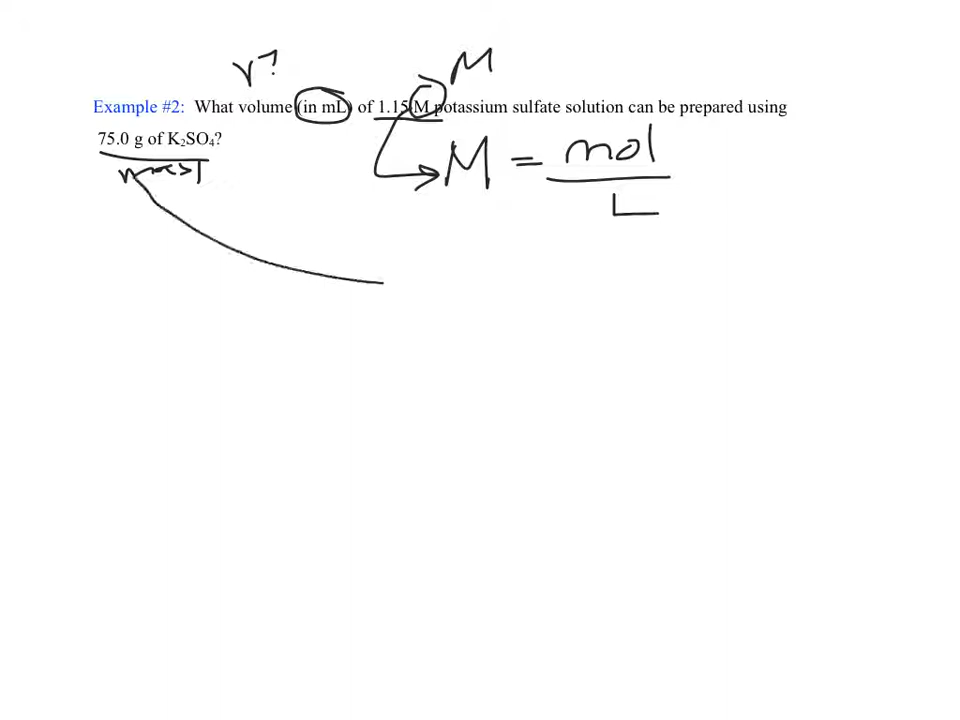 V? M
Example #2: What volume (in mL) of 1.15 M potassium sulfate solution can be prepared using
75.0 g of K₂SO₄?
M = mol
L